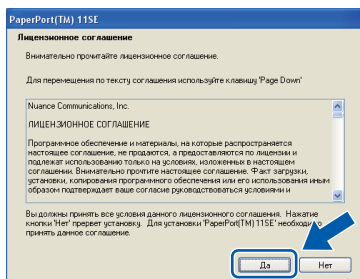 PaperPort(TM) 11SE
Лицензионное соглашение
Внимательно прочитайте лицензионное соглашение.
Для перемещения по тексту соглашения используйте клавишу 'Page Down'
Nuance Communications, Inc.
ЛИЦЕНЗИОННОЕ СОГЛАШЕНИЕ
Программное обеспечение и материалы, на которые распространяется
настоящее соглашение, не продаются, а предоставляются по лицензии и
подлежат использованию только на условиях, изложенных в настоящем
соглашении. Внимательно прочтите настоящее соглашение. Факт загрузки,
установки, копирования программного обеспечения или его использования иным
образом подтверждает ваше согласие руководствоваться условиями и
Вы должны принять все условия данного лицензионного соглашения. Нажатие
кнопки 'Нет' прервет установку. Для установки 'PaperPort(TM) 11SE' необходимо
принять данное соглашение.
Да
Нет